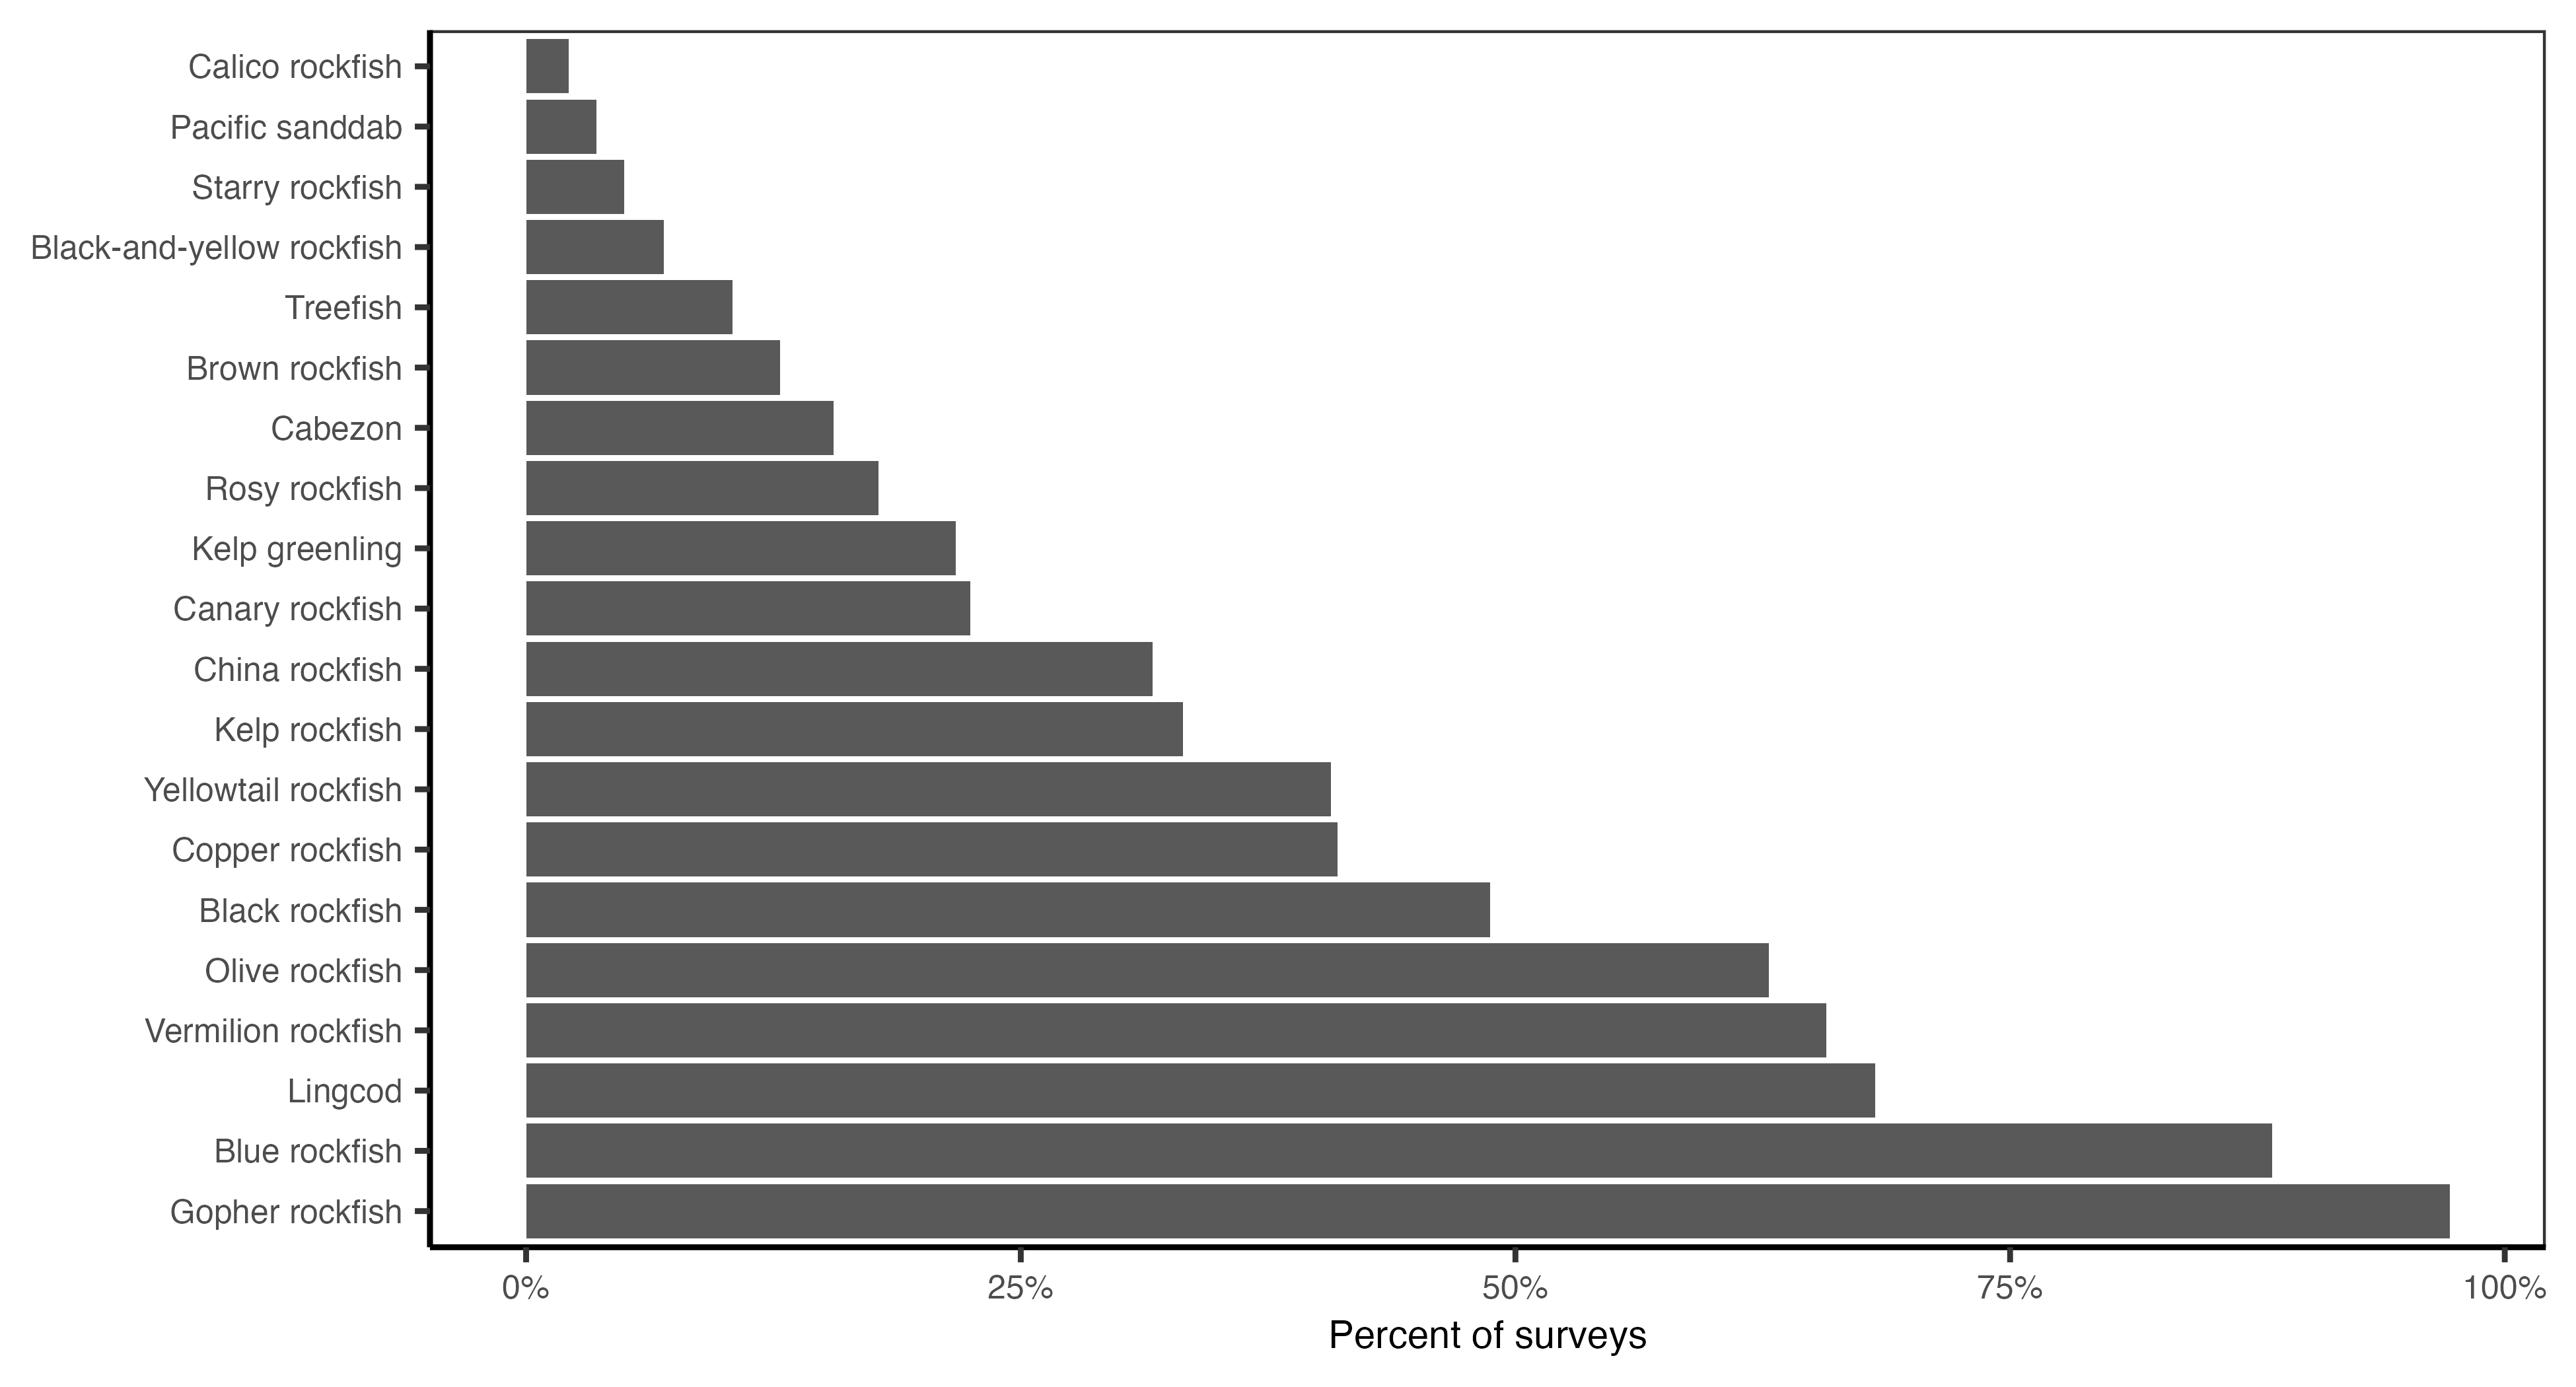 Calico rockfish
Pacific sanddab
Starry rockfish
Black-and-yellow rockfish
Treefish
Brown rockfish
Cabezon
Rosy rockfish
Kelp greenling
Canary rockfish
China rockfish
Kelp rockfish
Yellowtail rockfish
Copper rockfish
Black rockfish
Olive rockfish
Vermilion rockfish
Lingcod
Blue rockfish
Gopher rockfish
0% 25% 50% 75% 100%
Percent of surveys